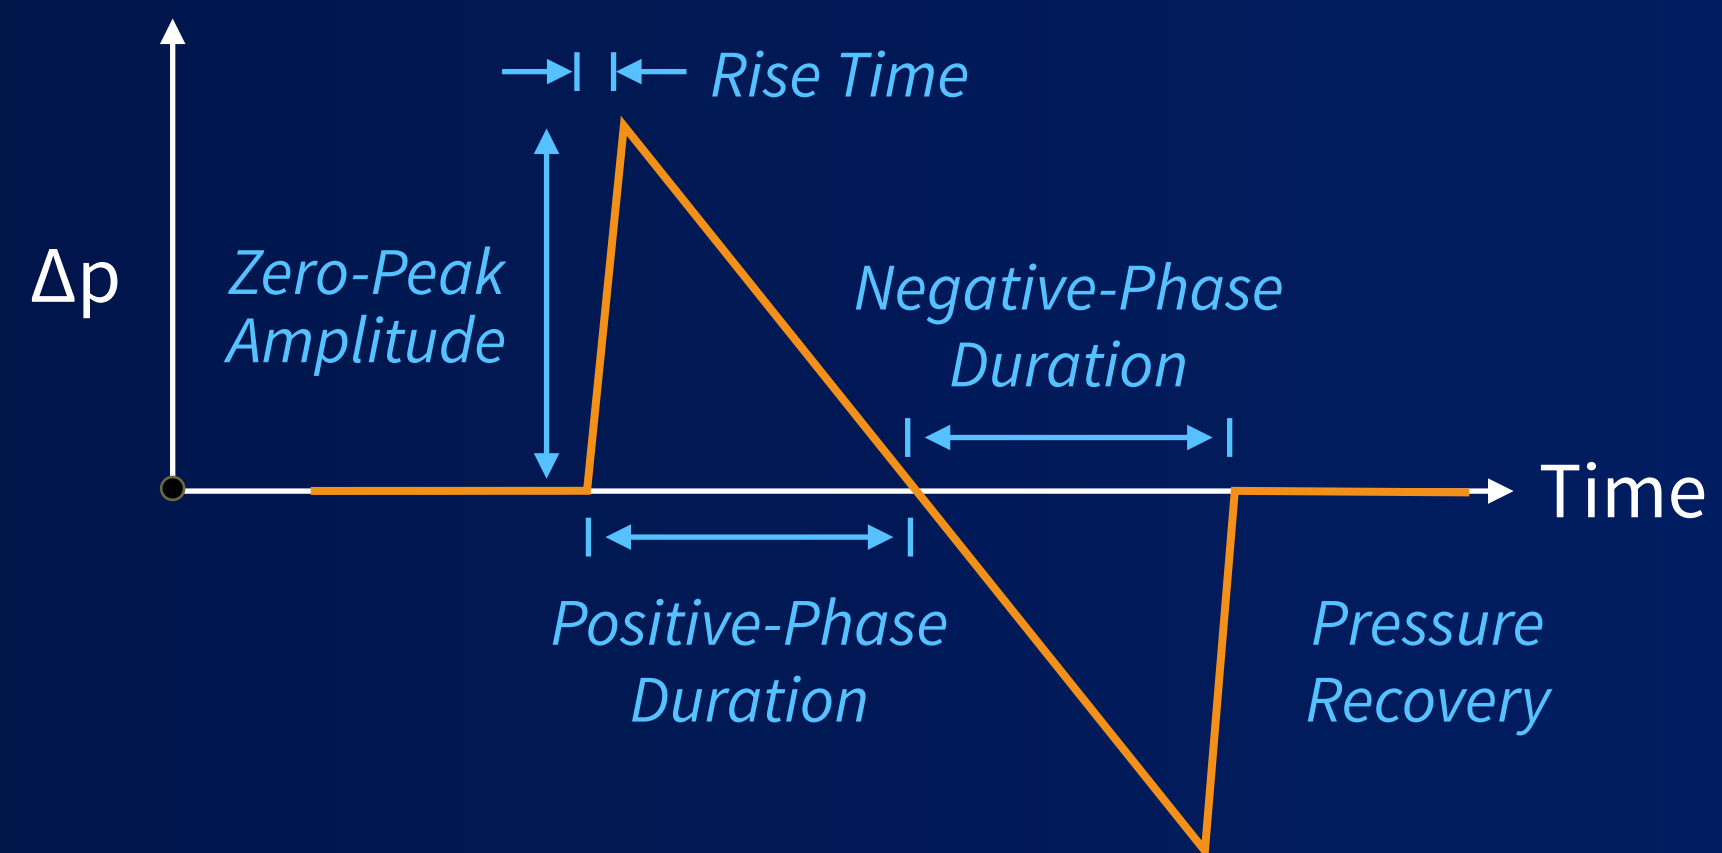 Rise Time
Δp
Zero-Peak
Amplitude
Negative-Phase
Duration
Time
Positive-Phase
Duration
Pressure
Recovery